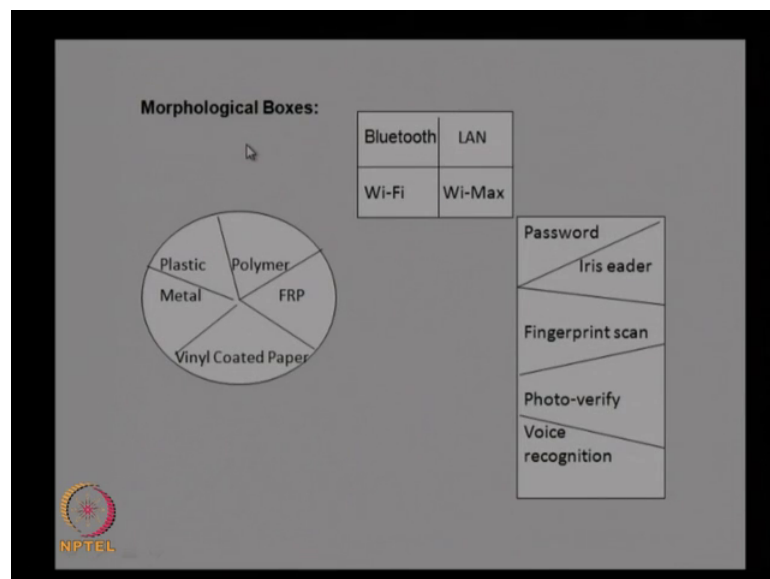 Morphological Boxes:
Bluetooth LAN
Wi-Fi Wi-Max
Plastic Polymer
Metal FRP
Vinyl Coated Paper
Password
Iris eader
Fingerprint scan
Photo-verify
Voice
recognition
NPTEL